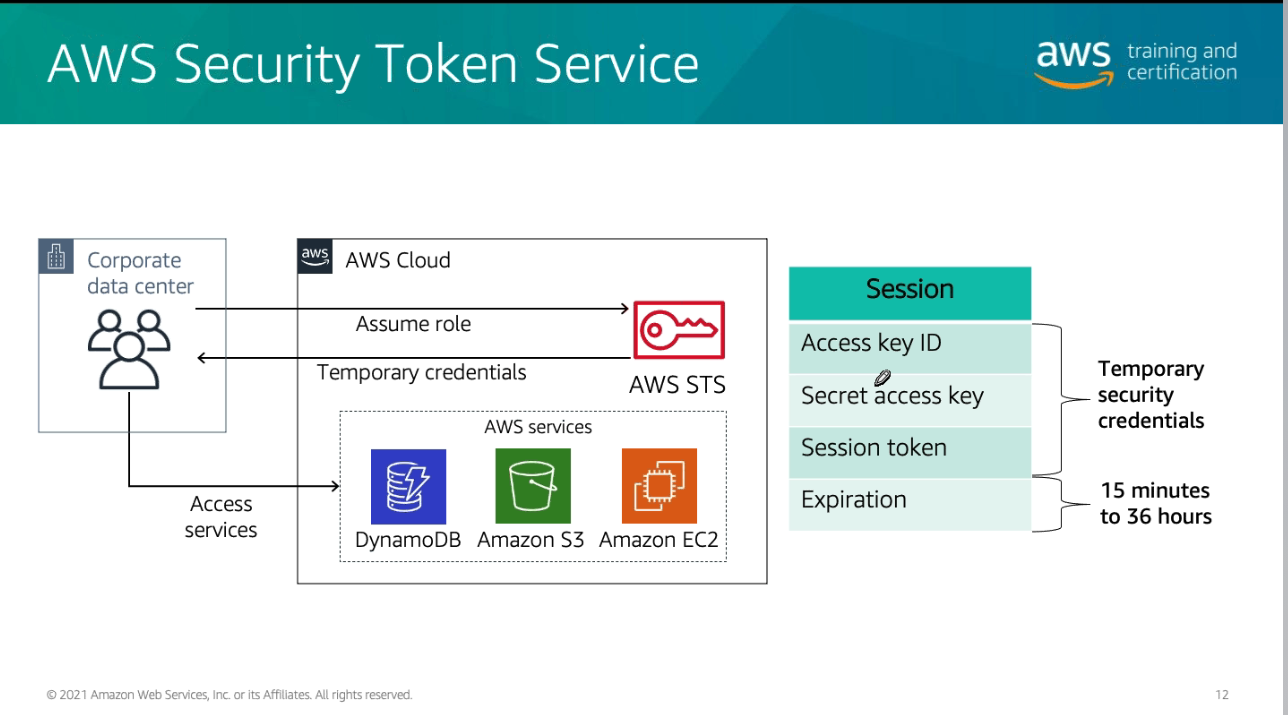 AWS Security Token Service
aws training and
certification
Corporate
data center
aws
AWS Cloud
Assume role
Temporary credentials
AWS STS
AWS services
DynamoDB
Amazon S3
Amazon EC2
Access
services
Session
Access key ID
Secret access key
Session token
Expiration
Temporary
security
credentials
15 minutes
to 36 hours
© 2021 Amazon Web Services, Inc. or its Affiliates. All rights reserved.
12